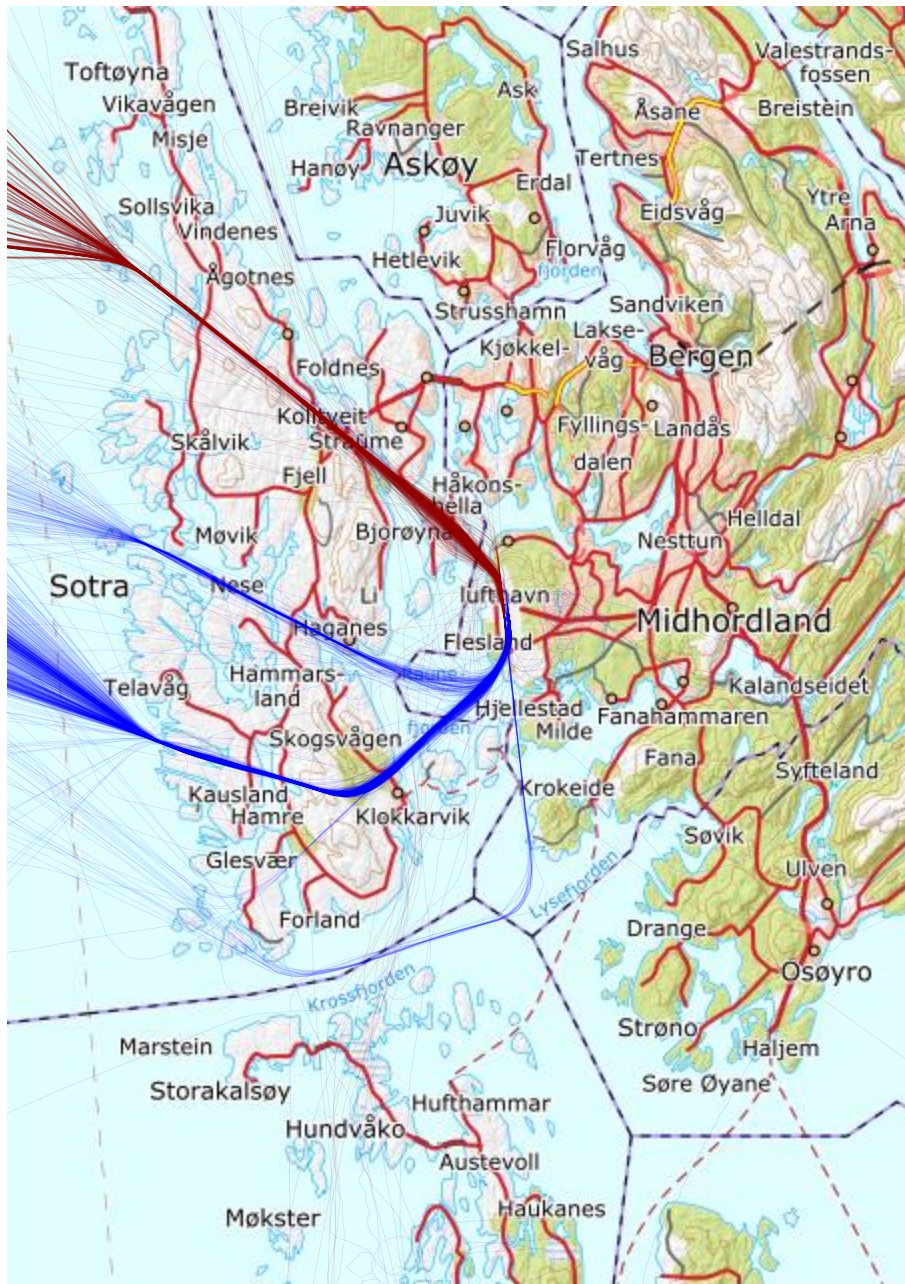 Salhus
Valestrands-
fossen
Toftøyna
Ask
Vikavågen
Breivik
Åsane
Breistein
Ravnanger
Misje
Askøy
Tertnes
Hanøy
Erdal
Ytre
Arna
Sollsvika
Juvik
Eidsvåg
Vindenes
Florvåg
Hetlevik
fjorden
Ågotnes
Strusshamn
Sandviken
Lakse-
våg
Kjøkkel-
Bergen
Foldnes
Kolltveit
Straume
Skålvik
Fyllings-
dalen
Landås
Fjell
Håkons-
hella
Helldal
Møvik
Bjorøyna
Nesttun
Sotra
Nese
Li
lufthavn
Midhordland
Haganes
Flesland
Raune
fjorden
Hammars-
land
Telavåg
Kalandseidet
Hjellestad
Fanahammaren
Milde
Skogsvågen
Fana
Syfteland
Krokeide
Kausland
Hamre
Klokkarvik
Søvik
Glesvær
Ulven
Lysefjorden
Forland
Drange
Osøyro
Krossfjorden
Strøno
Marstein
Haljem
Storakalsøy
Søre Øyane
Hufthammar
Hundvåko
Austevoll
Møkster
Haukanes